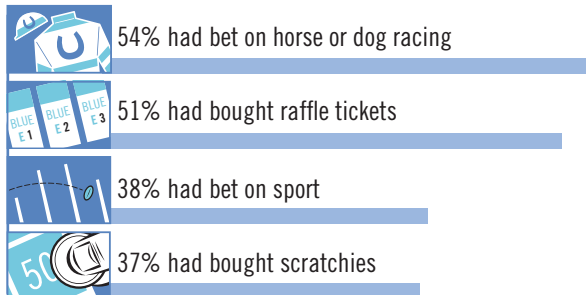 54% had bet on horse or dog racing
51% had bought raffle tickets
BLUE E 1
BLUE E 2
BLUE E 3
38% had bet on sport
37% had bought scratchies
50